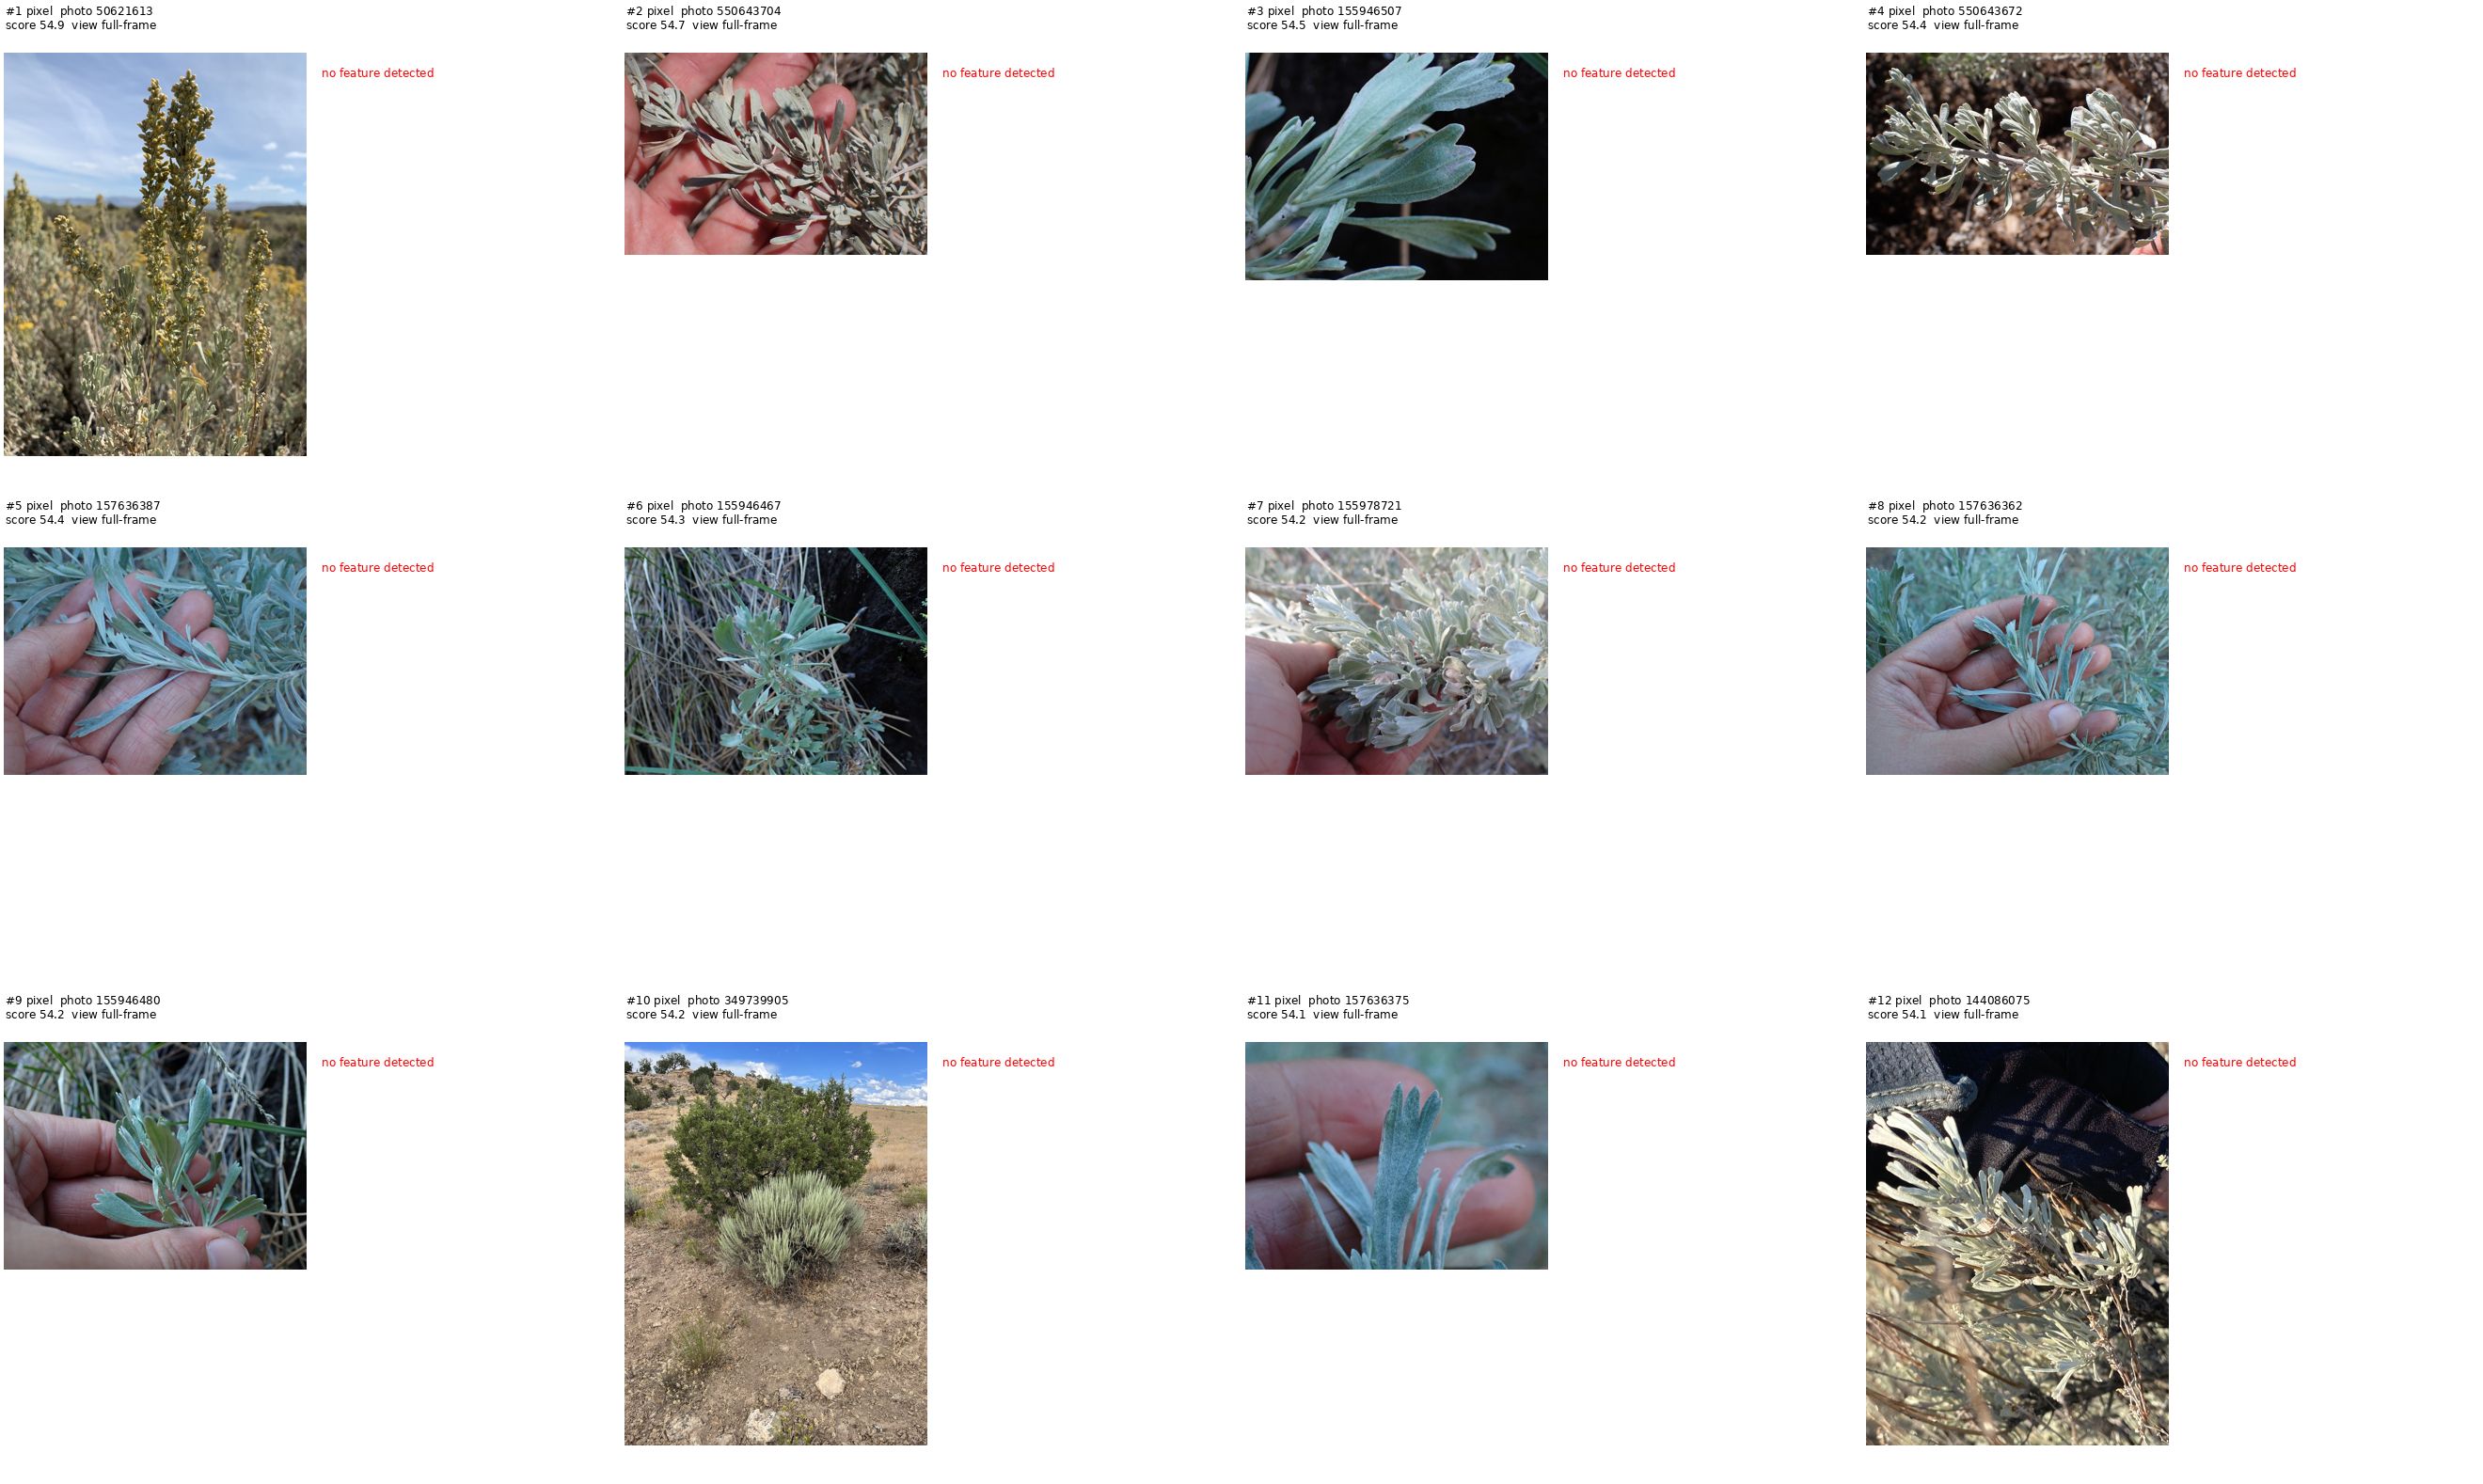 #1 pixel  photo 50621613
score 54.9  view full-frame
no feature detected
#2 pixel  photo 550643704
score 54.7  view full-frame
no feature detected
#3 pixel  photo 155946507
score 54.5  view full-frame
no feature detected
#4 pixel  photo 550643672
score 54.4  view full-frame
no feature detected
#5 pixel  photo 157636387
score 54.4  view full-frame
no feature detected
#6 pixel  photo 155946467
score 54.3  view full-frame
no feature detected
#7 pixel  photo 155978721
score 54.2  view full-frame
no feature detected
#8 pixel  photo 157636362
score 54.2  view full-frame
no feature detected
#9 pixel  photo 155946480
score 54.2  view full-frame
no feature detected
#10 pixel  photo 349739905
score 54.2  view full-frame
no feature detected
#11 pixel  photo 157636375
score 54.1  view full-frame
no feature detected
#12 pixel  photo 144086075
score 54.1  view full-frame
no feature detected